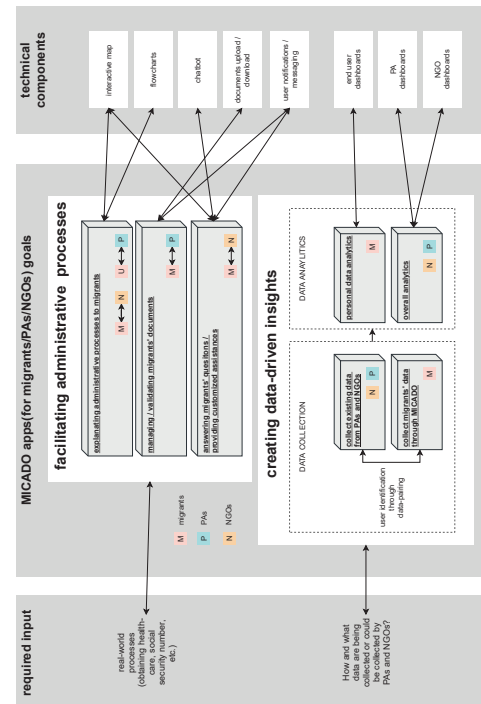 required input
real-world
processes
(obtaining health-
care, social
security number,
etc.)
How and what
data are being
collected or could
be collected by
PAs and NGOs?
MICADO apps(for migrants/PAs/NGOs) goals
M migrants
P PAs
N NGOs
facilitating administrative processes
explanating administrative processes to migrants
M N U P
managing / validating migrants' documents
M P
answering migrants' quesitons /
providing customized assistances
M N
creating data-driven insights
DATA COLLECTION
user identification
through
data-pairing
collect existing data
from PAs and NGOs
N P
collect migrants' data
through MICADO
M
DATA ANAYLITICS
personal data analytics
M
overall analytics
N P
technical
components
interactive map
flowcharts
chatbot
documents upload /
download
user notifications /
messaging
end user
dashboards
PA
dashboards
NGO
dashboards